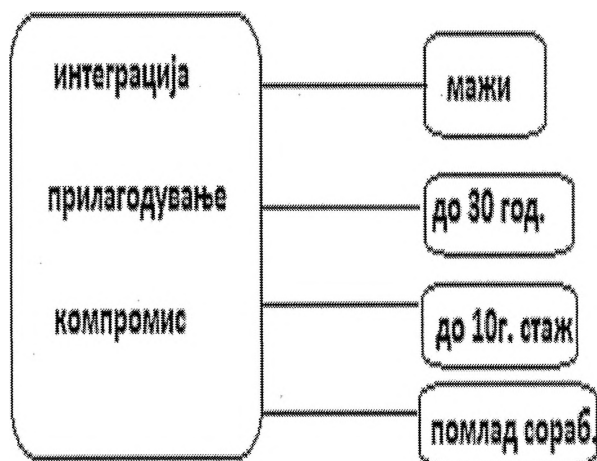 интеграција
мажи
прилагодување
до 30 год.
компромис
до 10г. стаж
помлад сораб.